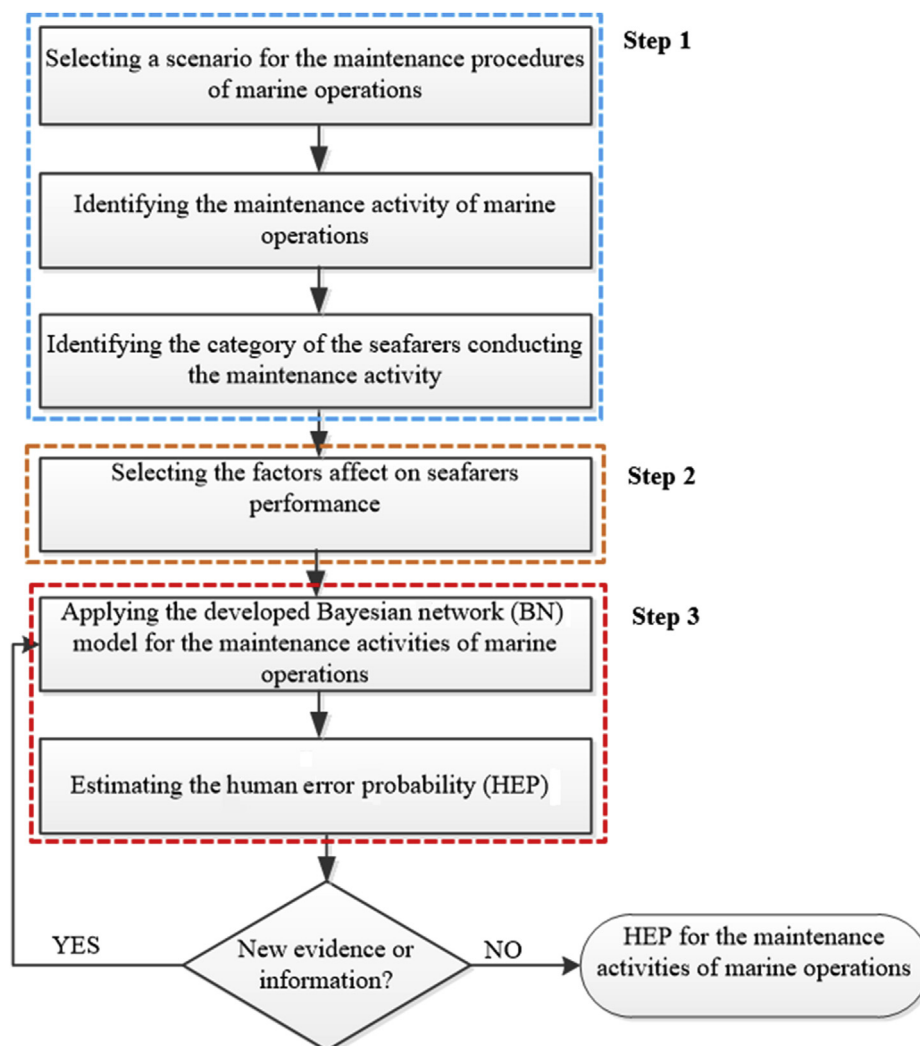 Step 1
Selecting a scenario for the maintenance procedures
of marine operations
Identifying the maintenance activity of marine
operations
Identifying the category of the seafarers conducting
the maintenance activity
Step 2
Selecting the factors affect on seafarers
performance
Step 3
Applying the developed Bayesian network (BN)
model for the maintenance activities of marine
operations
Estimating the human error probability (HEP)
New evidence or
information?
YES
NO
HEP for the maintenance
activities of marine operations